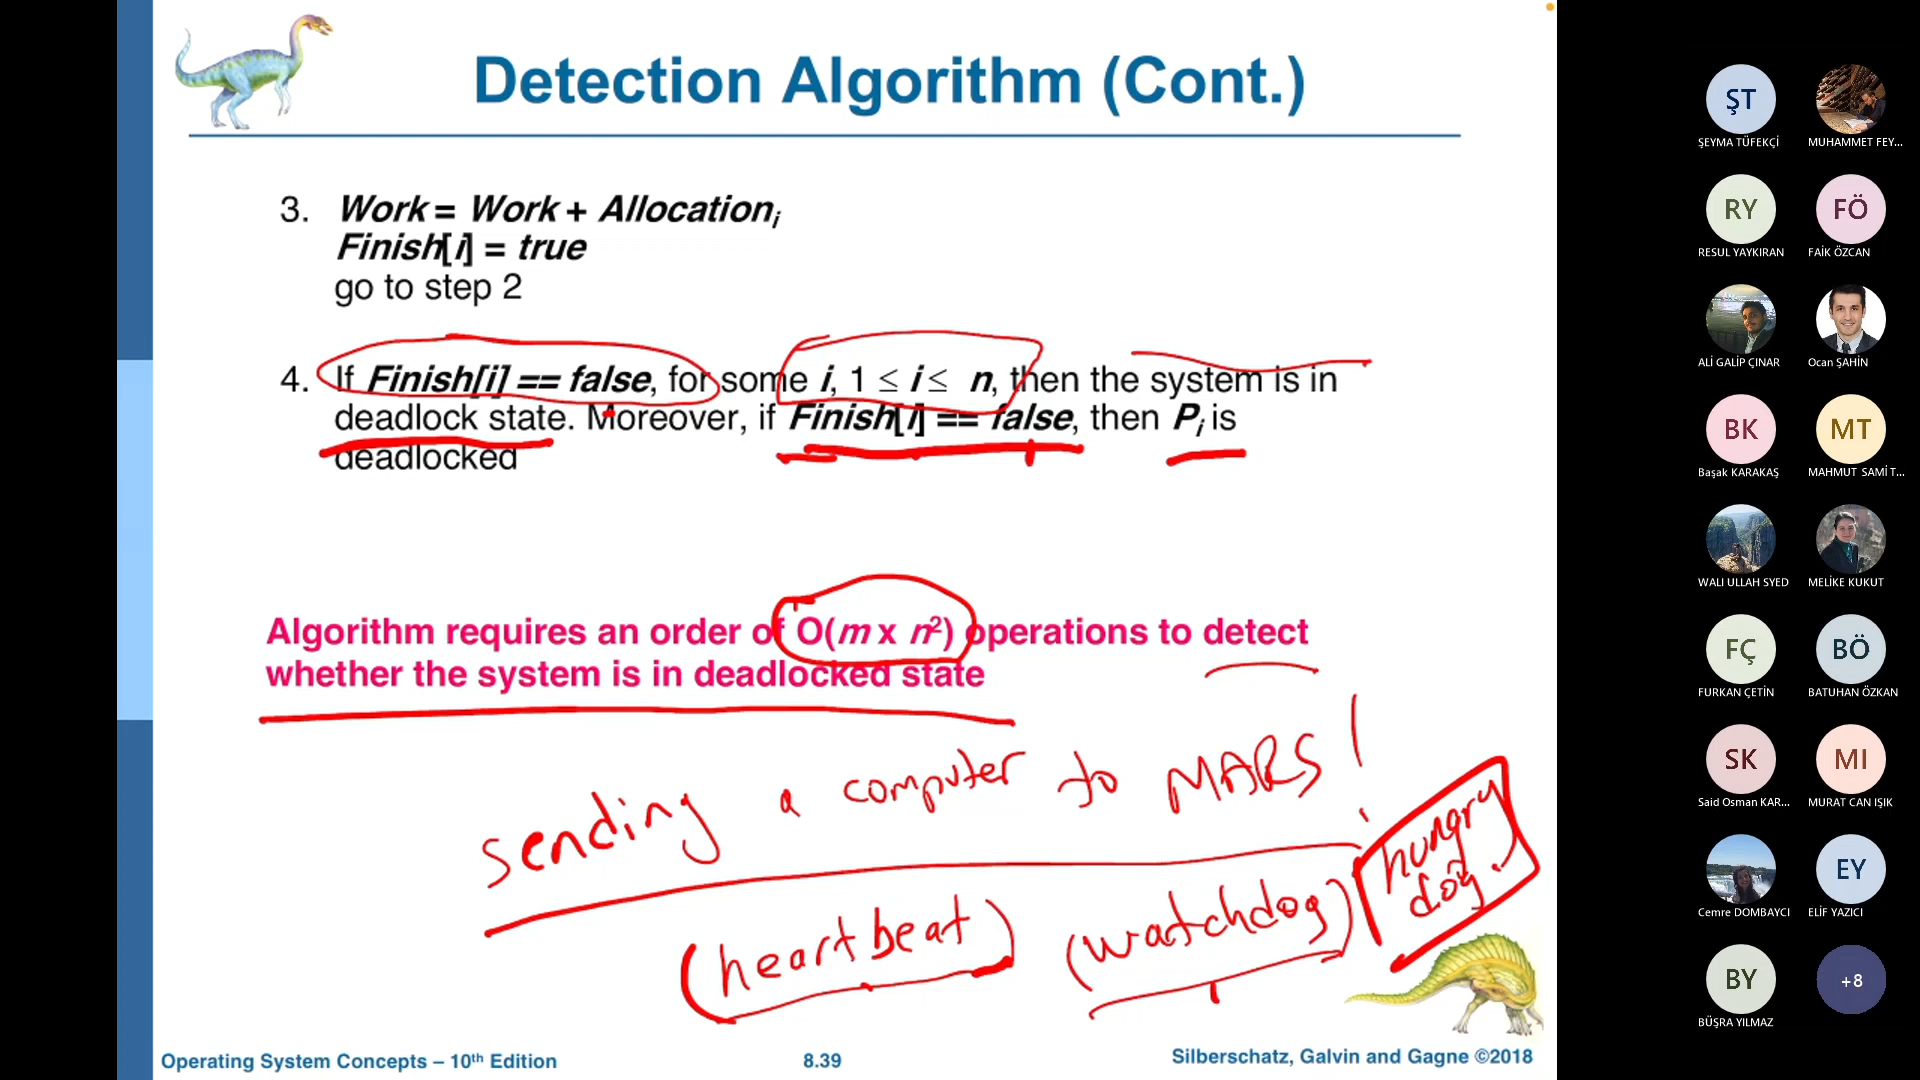 Detection Algorithm (Cont.)
3. Work = Work + Allocationᵢ
Finish[i] = true
go to step 2
4. If Finish[i] == false, for some i, 1 ≤ i ≤ n, then the system is in
deadlock state. Moreover, if Finish[i] == false, then Pᵢ is
deadlocked
Algorithm requires an order of O(m x n²) operations to detect
whether the system is in deadlocked state
sending a computer to MARS!
(heartbeat) (watchdog)
hungry
dog.
Operating System Concepts – 10th Edition
8.39
Silberschatz, Galvin and Gagne ©2018
ŞT
ŞEYMA TÜFEKÇİ
MUHAMMET FEY...
RY
RESUL YAYKIRAN
FÖ
FAİK ÖZCAN
ALİ GALİP ÇINAR
Ocan ŞAHİN
BK
Başak KARAKAŞ
MT
MAHMUT SAMİ T...
WALI ULLAH SYED
MELİKE KUKUT
FÇ
FURKAN ÇETİN
BÖ
BATUHAN ÖZKAN
SK
Said Osman KAR...
MI
MURAT CAN IŞIK
Cemre DOMBAYCI
EY
ELİF YAZICI
BY
BÜŞRA YILMAZ
+8